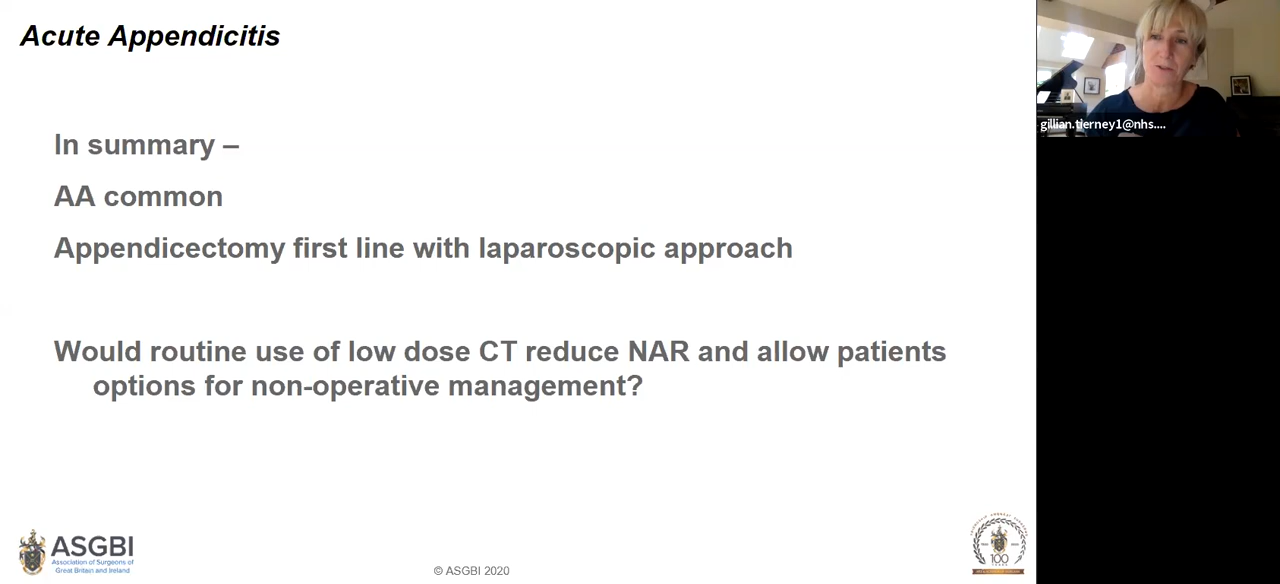 Acute Appendicitis
gillian.tierney1@nhs....
In summary –
AA common
Appendicectomy first line with laparoscopic approach
Would routine use of low dose CT reduce NAR and allow patients
options for non-operative management?
ASGBI
Association of Surgeons of
Great Britain and Ireland
© ASGBI 2020
100